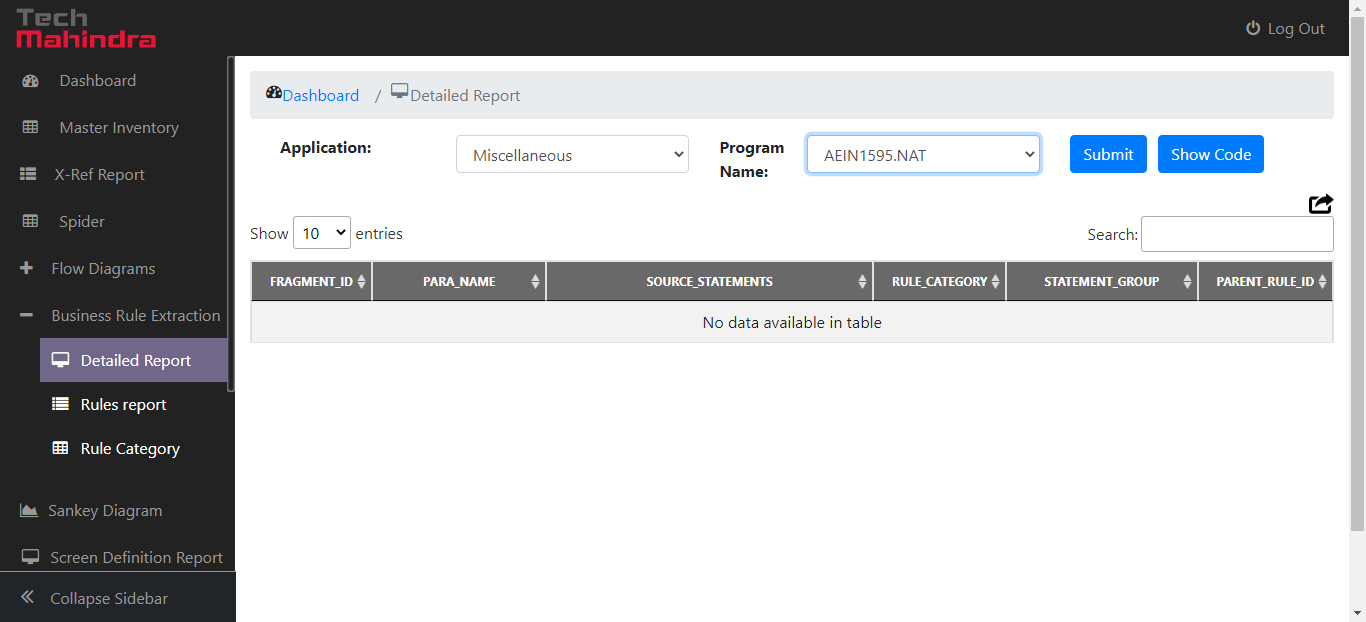 Tech
Mahindra
Log Out
Dashboard
Master Inventory
X-Ref Report
Spider
Flow Diagrams
Business Rule Extraction
Detailed Report
Rules report
Rule Category
Sankey Diagram
Screen Definition Report
Collapse Sidebar
Dashboard / Detailed Report
Application: Miscellaneous Program Name: AEIN1595.NAT Submit Show Code
Show 10 entries Search:
FRAGMENT_ID PARA_NAME SOURCE_STATEMENTS RULE_CATEGORY STATEMENT_GROUP PARENT_RULE_ID
No data available in table